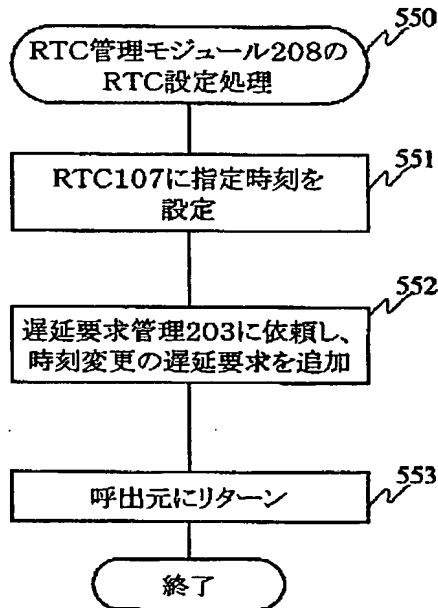 550
RTC管理モジュール208の
RTC設定処理
551
RTC107に指定時刻を
設定
552
遅延要求管理203に依頼し、
時刻変更の遅延要求を追加
553
呼出元にリターン
終了